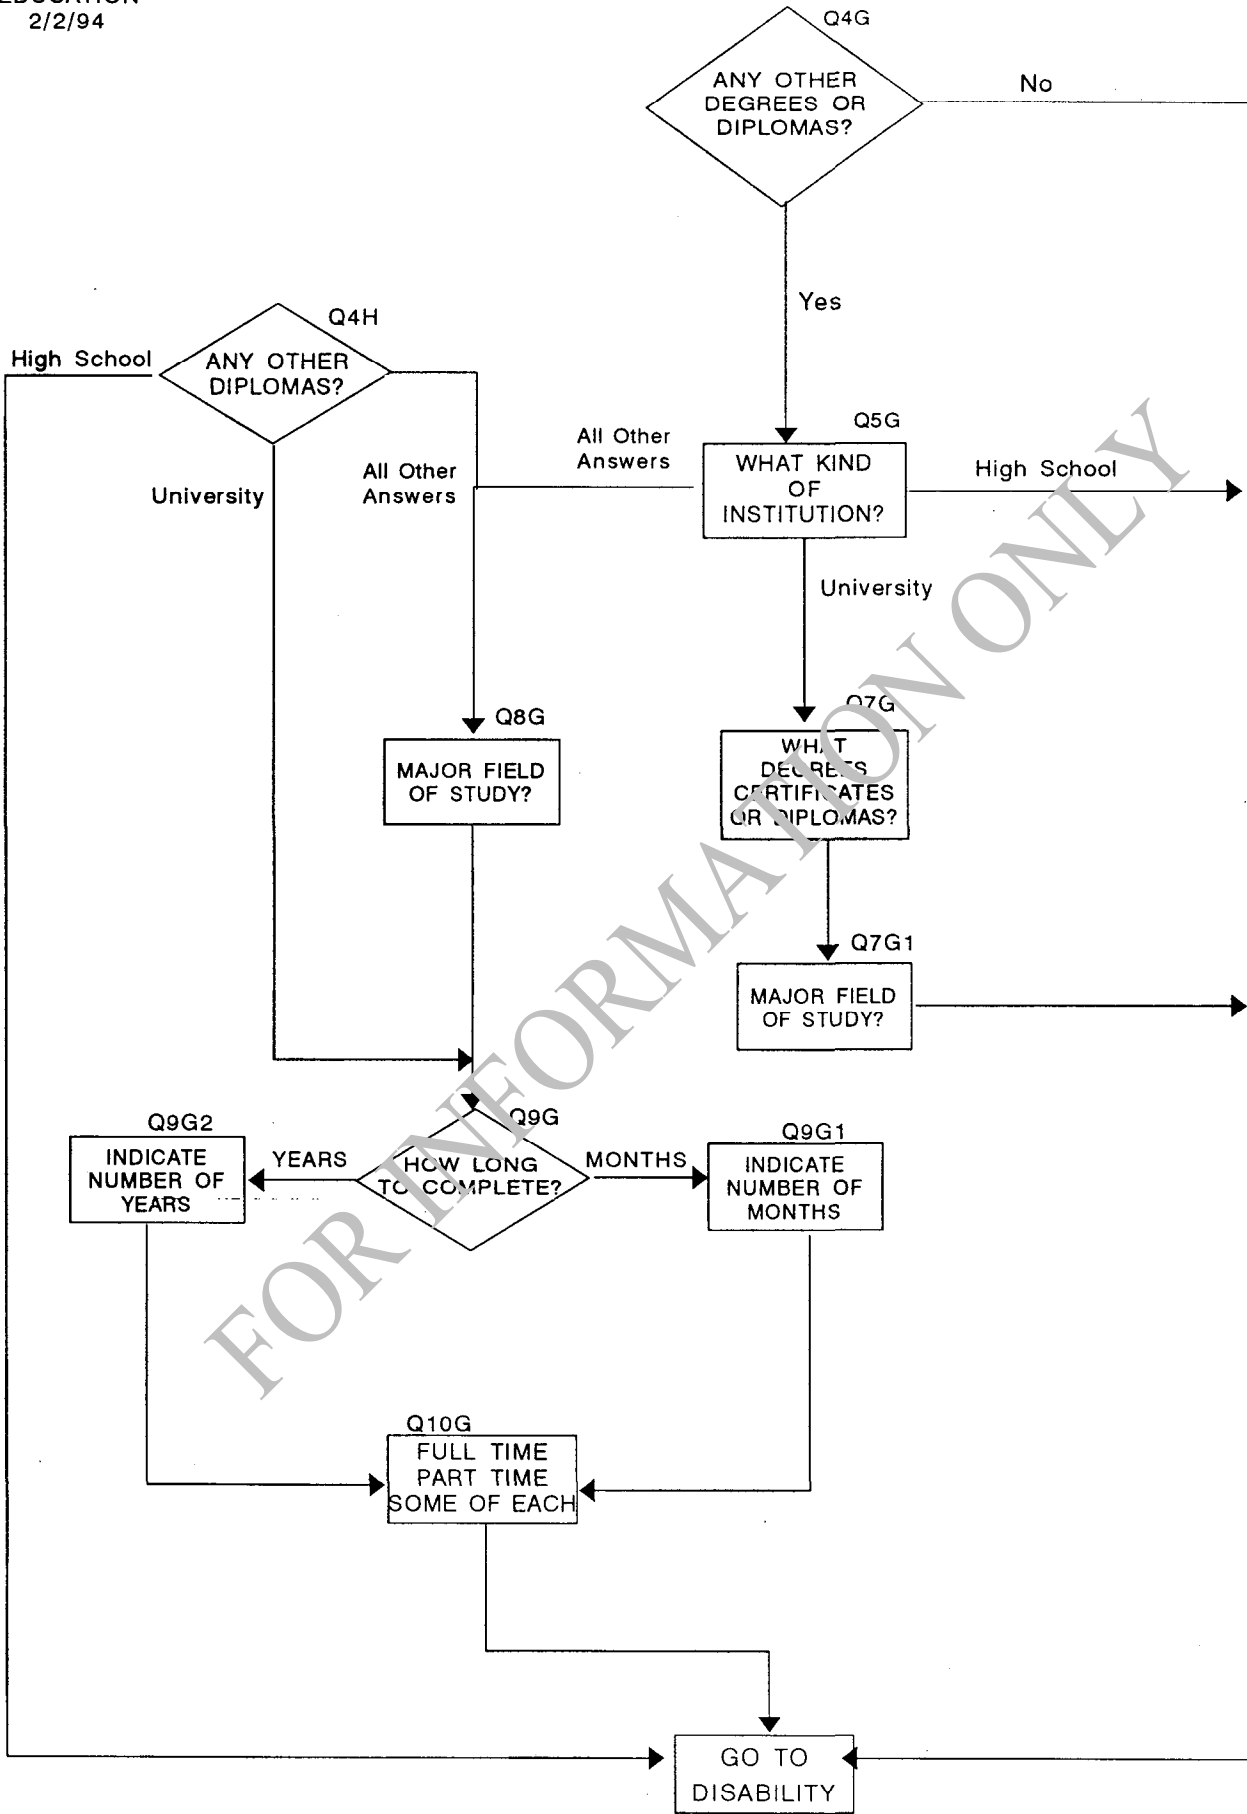 EDUCATION
2/2/94
Q4G
ANY OTHER
DEGREES OR
DIPLOMAS?
No
Yes
Q4H
High School
ANY OTHER
DIPLOMAS?
University
All Other
Answers
All Other
Answers
Q5G
WHAT KIND
OF
INSTITUTION?
High School
University
Q8G
MAJOR FIELD
OF STUDY?
Q7G
WHAT
DEGREES
CERTIFICATES
OR DIPLOMAS?
Q7G1
MAJOR FIELD
OF STUDY?
Q9G2
INDICATE
NUMBER OF
YEARS
YEARS
Q9G
HOW LONG
TO COMPLETE?
MONTHS
Q9G1
INDICATE
NUMBER OF
MONTHS
Q10G
FULL TIME
PART TIME
SOME OF EACH
GO TO
DISABILITY
FOR INFORMATION ONLY